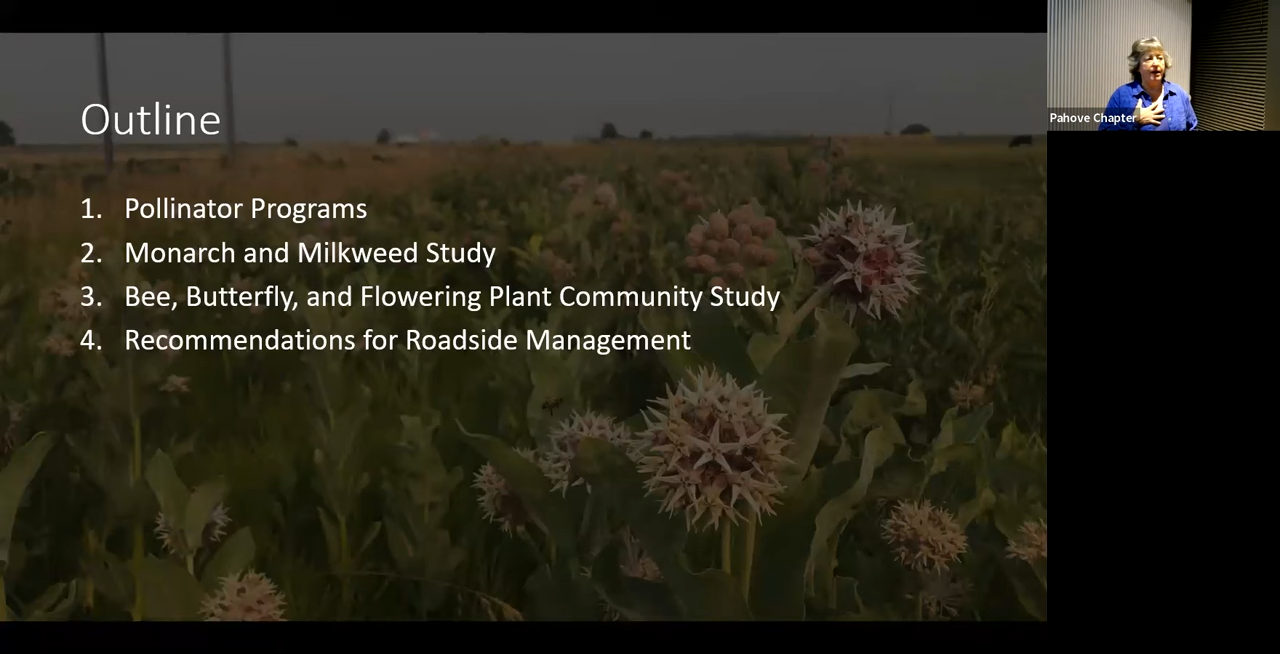 Outline
1. Pollinator Programs
2. Monarch and Milkweed Study
3. Bee, Butterfly, and Flowering Plant Community Study
4. Recommendations for Roadside Management
Pahove Chapter